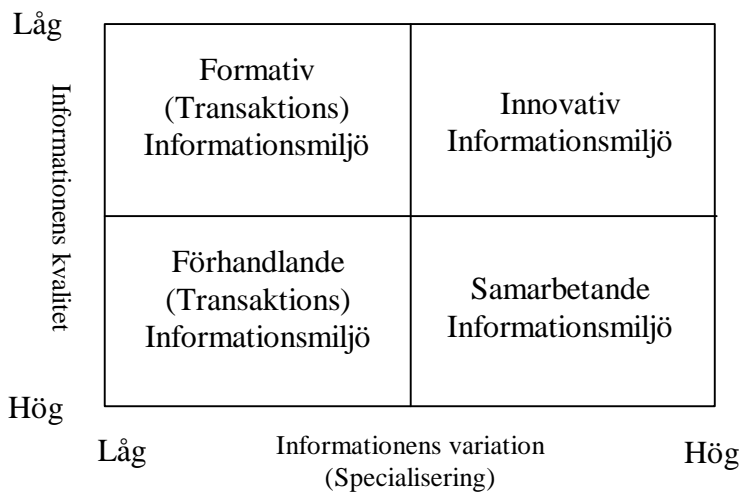 Låg
Informationens kvalitet
Formativ
(Transaktions)
Informationsmiljö
Innovativ
Informationsmiljö
Förhandlande
(Transaktions)
Informationsmiljö
Samarbetande
Informationsmiljö
Hög
Låg
Informationens variation
(Specialisering)
Hög